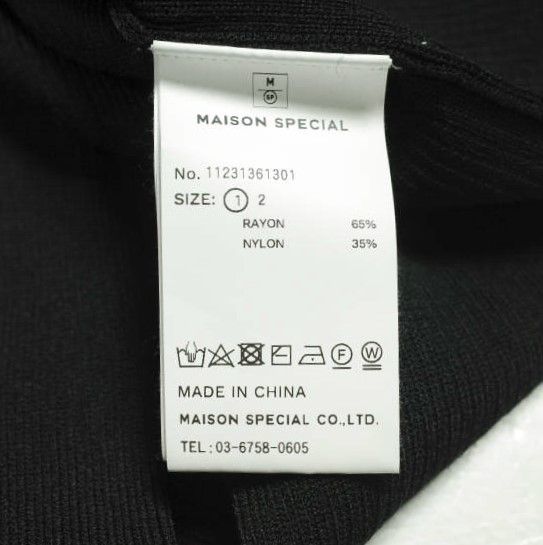 M
SP
MAISON SPECIAL
No. 11231361301
SIZE: 1 2
RAYON 65%
NYLON 35%
F W
MADE IN CHINA
MAISON SPECIAL CO.,LTD.
TEL: 03-6758-0605